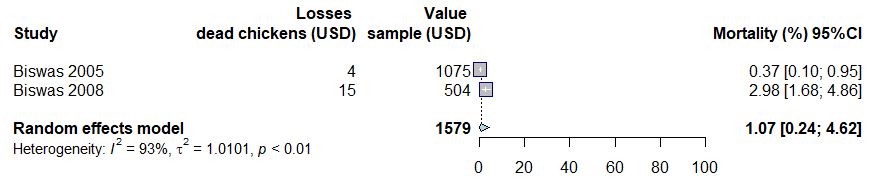 Losses Value
Study dead chickens (USD) sample (USD) Mortality (%) 95%CI
Biswas 2005 4 1075 0.37 [0.10; 0.95]
Biswas 2008 15 504 2.98 [1.68; 4.86]
Random effects model 1579 1.07 [0.24; 4.62]
Heterogeneity: I² = 93%, τ² = 1.0101, p < 0.01
0 20 40 60 80 100